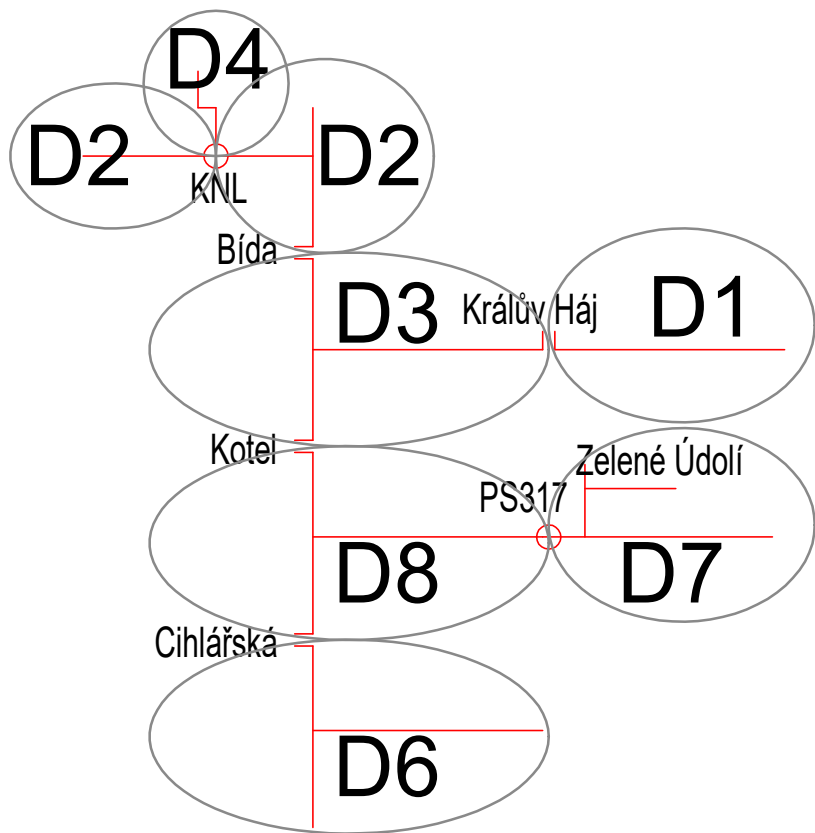 D4
D2
D2
KNL
Bída
D3
Králův Háj
D1
Kotel
Zelené Údolí
PS317
D8
D7
Cihlářská
D6